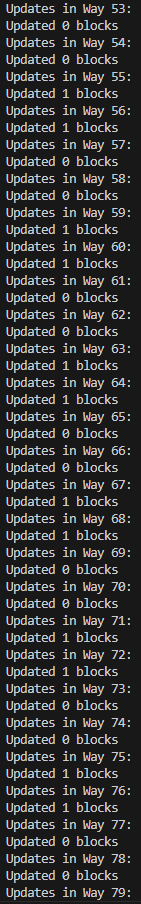 Updates in Way 53:
Updated 0 blocks
Updates in Way 54:
Updated 0 blocks
Updates in Way 55:
Updated 1 blocks
Updates in Way 56:
Updated 1 blocks
Updates in Way 57:
Updated 0 blocks
Updates in Way 58:
Updated 0 blocks
Updates in Way 59:
Updated 1 blocks
Updates in Way 60:
Updated 1 blocks
Updates in Way 61:
Updated 0 blocks
Updates in Way 62:
Updated 0 blocks
Updates in Way 63:
Updated 1 blocks
Updates in Way 64:
Updated 1 blocks
Updates in Way 65:
Updated 0 blocks
Updates in Way 66:
Updated 0 blocks
Updates in Way 67:
Updated 1 blocks
Updates in Way 68:
Updated 1 blocks
Updates in Way 69:
Updated 0 blocks
Updates in Way 70:
Updated 0 blocks
Updates in Way 71:
Updated 1 blocks
Updates in Way 72:
Updated 1 blocks
Updates in Way 73:
Updated 0 blocks
Updates in Way 74:
Updated 0 blocks
Updates in Way 75:
Updated 1 blocks
Updates in Way 76:
Updated 1 blocks
Updates in Way 77:
Updated 0 blocks
Updates in Way 78:
Updated 0 blocks
Updates in Way 79: